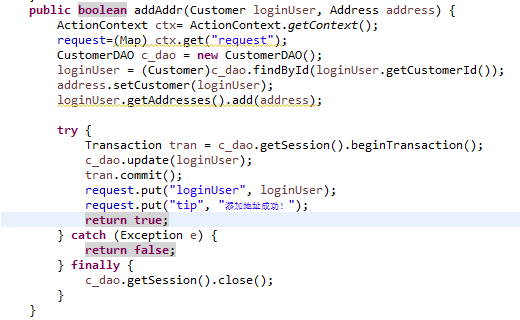 public boolean addAddr(Customer loginUser, Address address) {
ActionContext ctx= ActionContext.getContext();
request=(Map) ctx.get("request");
CustomerDAO c_dao = new CustomerDAO();
loginUser = (Customer)c_dao.findById(loginUser.getCustomerId());
address.setCustomer(loginUser);
loginUser.getAddresses().add(address);
try {
Transaction tran = c_dao.getSession().beginTransaction();
c_dao.update(loginUser);
tran.commit();
request.put("loginUser", loginUser);
request.put("tip", "添加地址成功！");
return true;
} catch (Exception e) {
return false;
} finally {
c_dao.getSession().close();
}
}